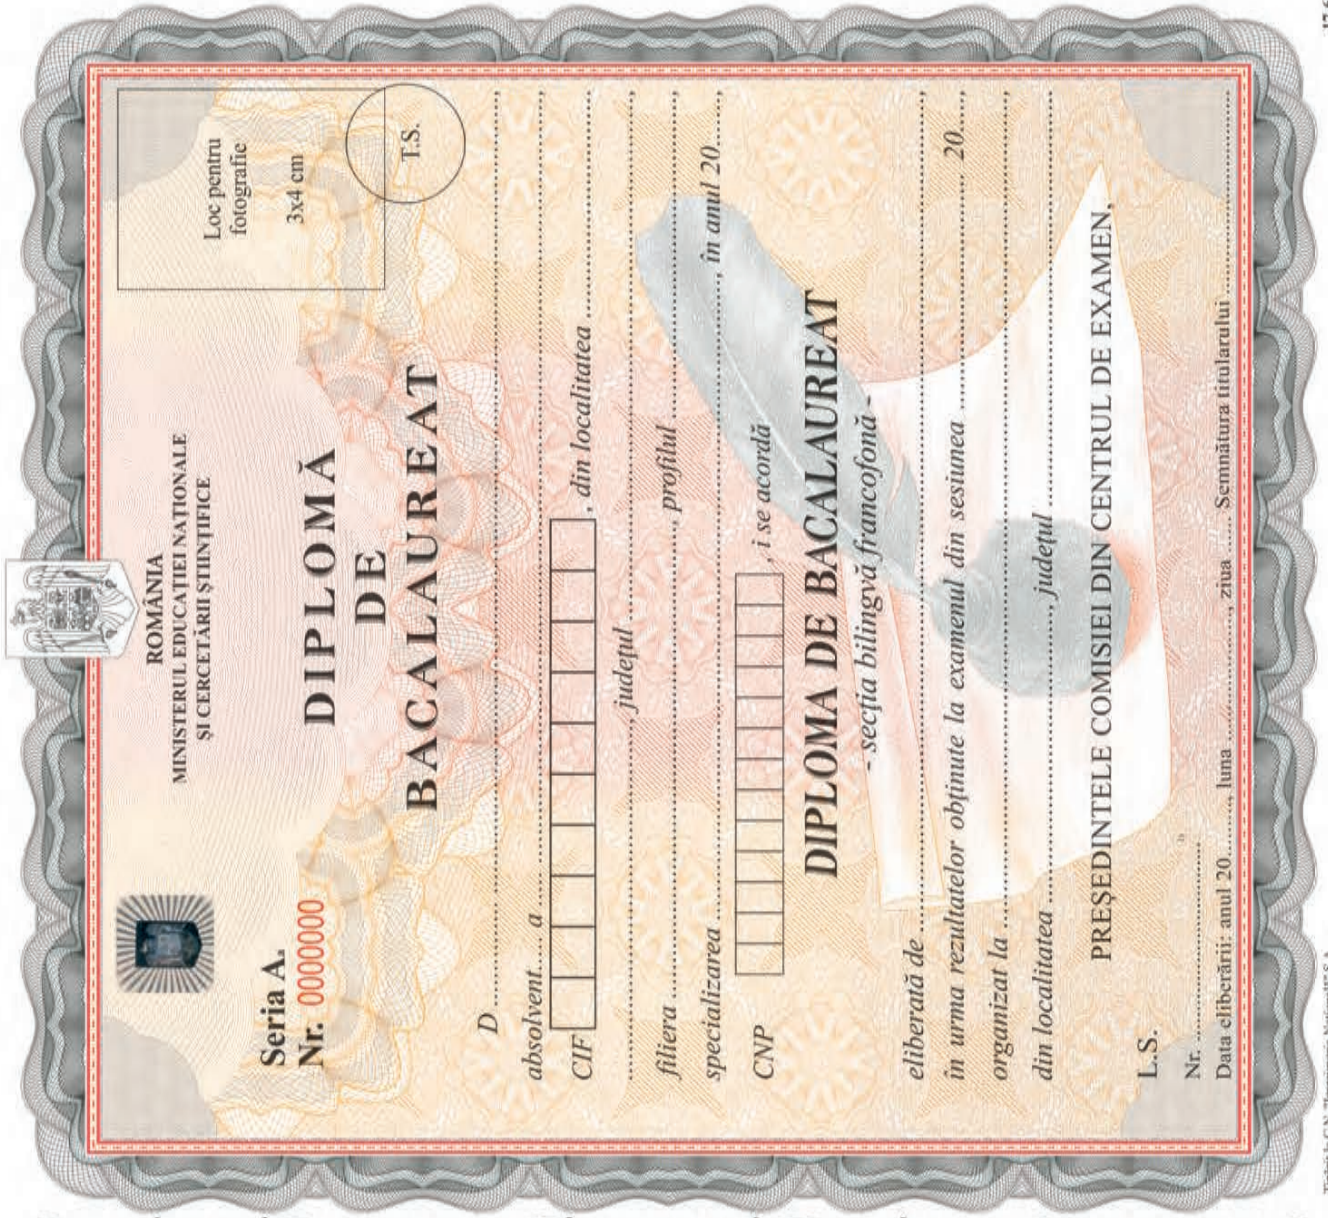 ROMÂNIA
MINISTERUL EDUCAȚIEI NAȚIONALE
ȘI CERCETĂRII ȘTIINȚIFICE
Loc pentru
fotografie
3x4 cm
T.S.
Seria A.
Nr. 0000000
DIPLOMĂ
DE
BACALAUREAT
D
absolvent.... a
CIF , din localitatea
, județul
filiera , profilul
specializarea , în anul 20
CNP , i se acordă
DIPLOMA DE BACALAUREAT
- secția bilingvă francofonă -
eliberată de
în urma rezultatelor obținute la examenul din sesiunea 20
organizat la
din localitatea , județul
PREȘEDINTELE COMISIEI DIN CENTRUL DE EXAMEN,
L.S.
Nr.
Data eliberării: anul 20 , luna , ziua Semnătura titularului